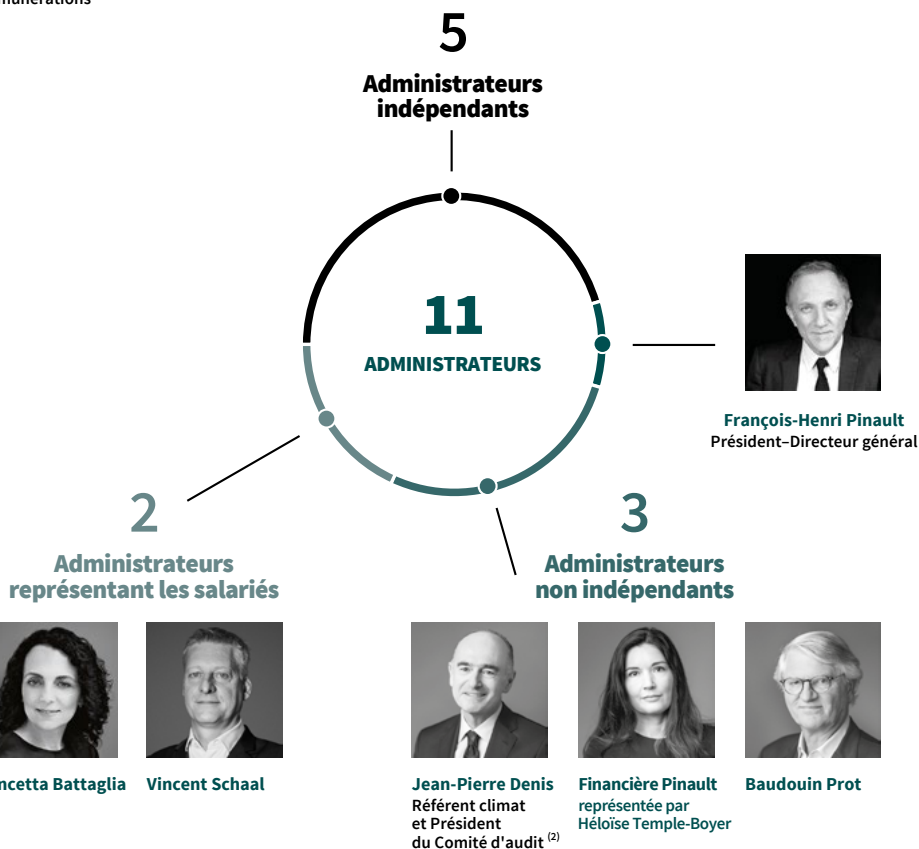 5
Administrateurs
indépendants
11
ADMINISTRATEURS
François-Henri Pinault
Président–Directeur général
2
Administrateurs
représentant les salariés
3
Administrateurs
non indépendants
Battaglia
Vincent Schaal
Jean-Pierre Denis
Référent climat
et Président
du Comité d'audit (2)
Financière Pinault
représentée par
Héloïse Temple-Boyer
Baudouin Prot